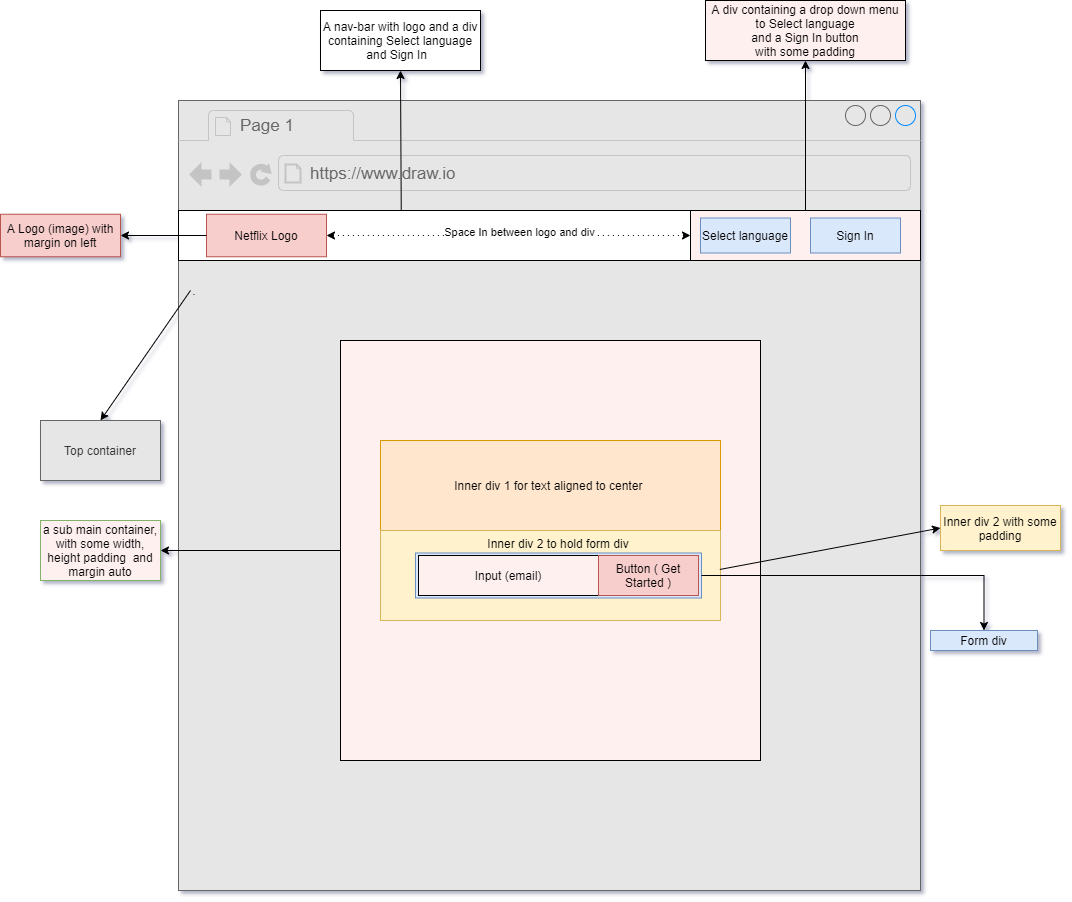 A nav-bar with logo and a div
containing Select language
and Sign In
A div containing a drop down menu
to Select language
and a Sign In button
with some padding
Page 1
https://www.draw.io
A Logo (image) with
margin on left
Netflix Logo
Space In between logo and div
Select language
Sign In
.
Top container
a sub main container,
with some width,
height padding and
margin auto
Inner div 1 for text aligned to center
Inner div 2 to hold form div
Input (email)
Button ( Get
Started )
Inner div 2 with some
padding
Form div